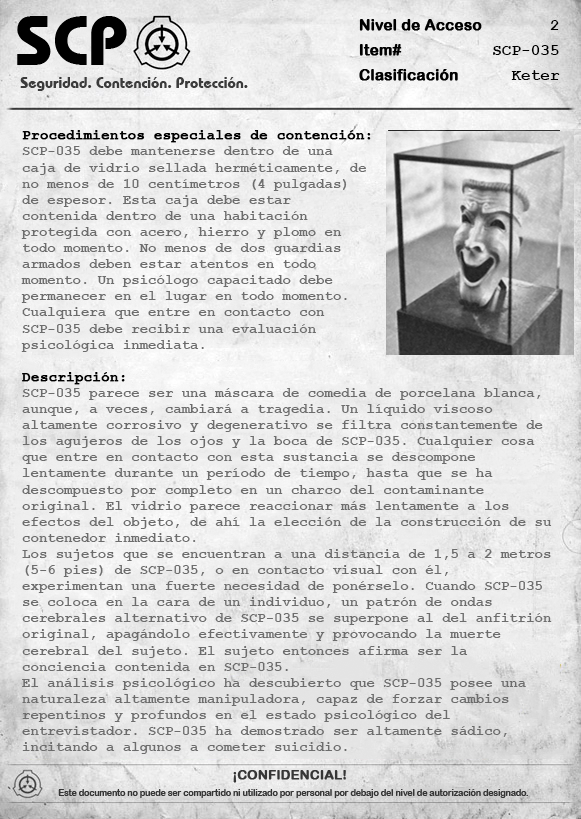 SCP
Seguridad. Contención. Protección.
Nivel de Acceso 2
Item# SCP-035
Clasificación Keter
Procedimientos especiales de contención:
SCP-035 debe mantenerse dentro de una
caja de vidrio sellada herméticamente, de
no menos de 10 centímetros (4 pulgadas)
de espesor. Esta caja debe estar
contenida dentro de una habitación
protegida con acero, hierro y plomo en
todo momento. No menos de dos guardias
armados deben estar atentos en todo
momento. Un psicólogo capacitado debe
permanecer en el lugar en todo momento.
Cualquiera que entre en contacto con
SCP-035 debe recibir una evaluación
psicológica inmediata.
Descripción:
SCP-035 parece ser una máscara de comedia de porcelana blanca,
aunque, a veces, cambiará a tragedia. Un líquido viscoso
altamente corrosivo y degenerativo se filtra constantemente de
los agujeros de los ojos y la boca de SCP-035. Cualquier cosa
que entre en contacto con esta sustancia se descompone
lentamente durante un período de tiempo, hasta que se ha
descompuesto por completo en un charco del contaminante
original. El vidrio parece reaccionar más lentamente a los
efectos del objeto, de ahí la elección de la construcción de su
contenedor inmediato.
Los sujetos que se encuentran a una distancia de 1,5 a 2 metros
(5-6 pies) de SCP-035, o en contacto visual con él,
experimentan una fuerte necesidad de ponérselo. Cuando SCP-035
se coloca en la cara de un individuo, un patrón de ondas
cerebrales alternativo de SCP-035 se superpone al del anfitrión
original, apagándolo efectivamente y provocando la muerte
cerebral del sujeto. El sujeto entonces afirma ser la
conciencia contenida en SCP-035.
El análisis psicológico ha descubierto que SCP-035 posee una
naturaleza altamente manipuladora, capaz de forzar cambios
repentinos y profundos en el estado psicológico del
entrevistador. SCP-035 ha demostrado ser altamente sádico,
incitando a algunos a cometer suicidio.
¡CONFIDENCIAL!
Este documento no puede ser compartido ni utilizado por personal por debajo del nivel de autorización designado.